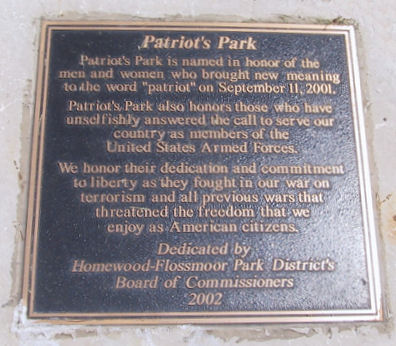 Patriot's Park
Patriot's Park is named in honor of the
men and women who brought new meaning
to the word "patriot" on September 11, 2001.
Patriot's Park also honors those who have
unselfishly answered the call to serve our
country as members of the
United States Armed Forces.
We honor their dedication and commitment
to liberty as they fought in our war on
terrorism and all previous wars that
threatened the freedom that we
enjoy as American citizens.
Dedicated by
Homewood-Flossmoor Park District's
Board of Commissioners
2002